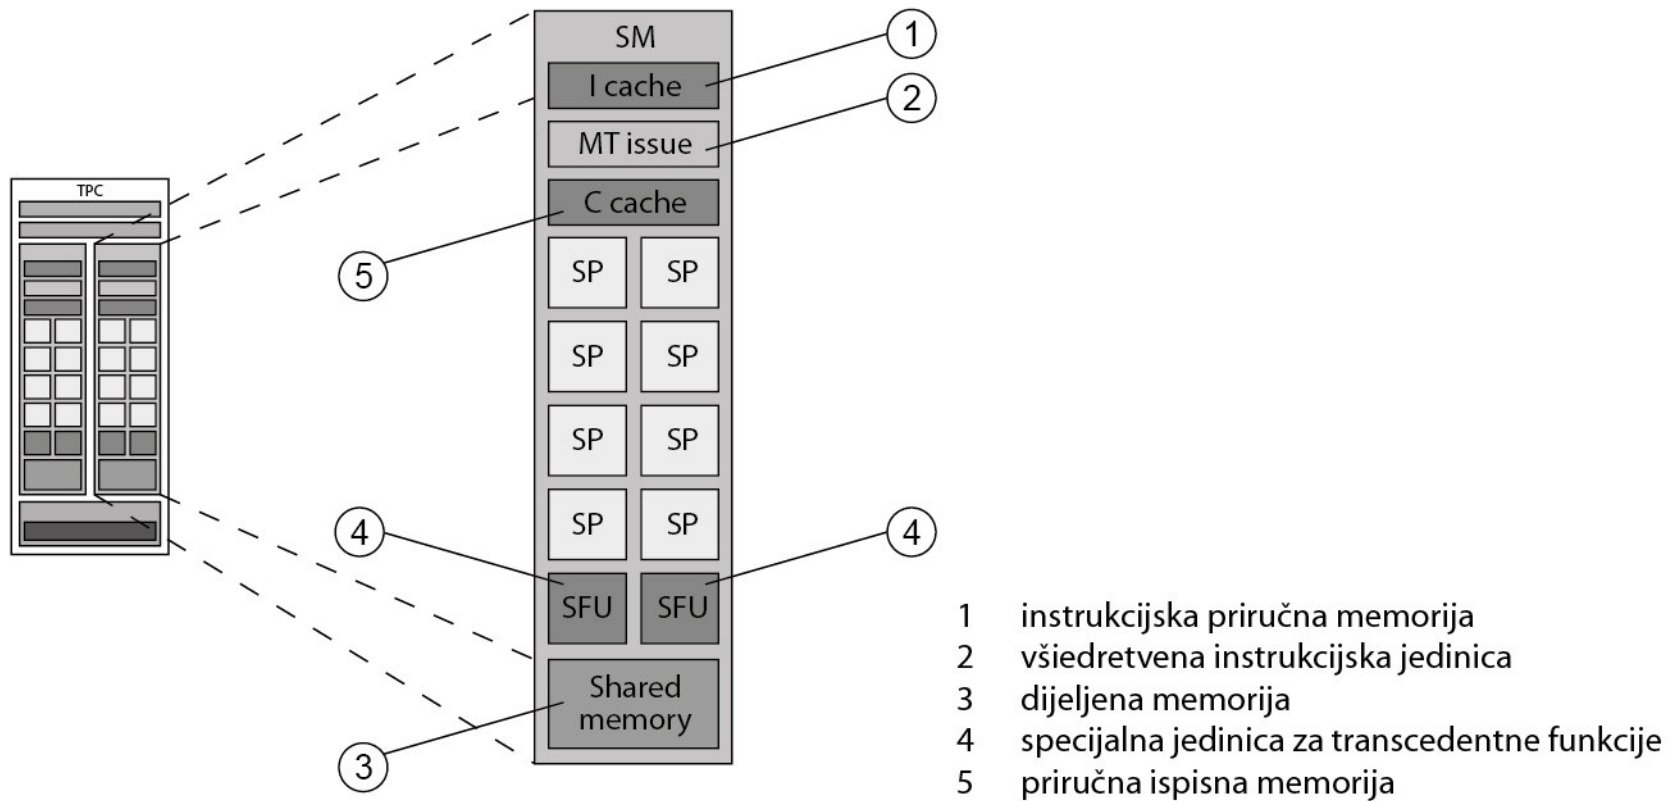 SM
1
I cache
2
MT issue
TPC
C cache
5
SP SP
SP SP
SP SP
4
SP SP
4
SFU SFU
Shared
memory
3
1 instrukcijska priručna memorija
2 všiedretvena instrukcijska jedinica
3 dijeljena memorija
4 specijalna jedinica za transcedentne funkcije
5 priručna ispisna memorija